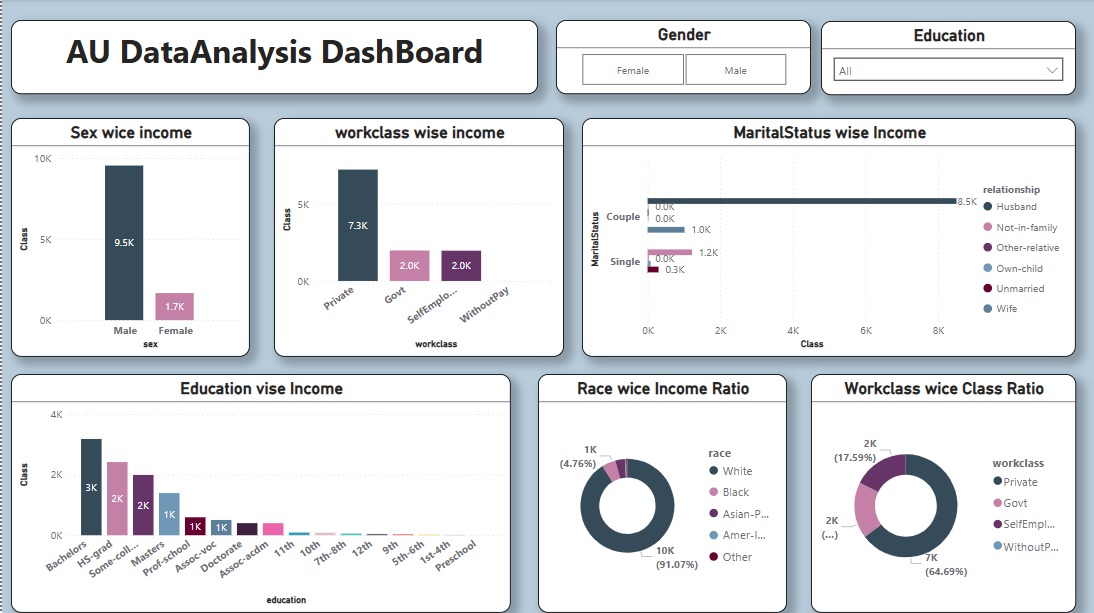 AU DataAnalysis DashBoard
Gender
Female
Male
Education
All
Sex wice income
10K
5K
0K
Class
9.5K
1.7K
Male
Female
sex
workclass wise income
5K
0K
Class
7.3K
2.0K
2.0K
Private
Govt
SelfEmplo...
WithoutPay
workclass
MaritalStatus wise Income
MaritalStatus
Couple
Single
8.5K
0.0K
0.0K
1.0K
1.2K
0.0K
0.3K
0K
2K
4K
6K
8K
Class
relationship
Husband
Not-in-family
Other-relative
Own-child
Unmarried
Wife
Education vise Income
4K
2K
0K
Class
3K
2K
2K
1K
1K
1K
Bachelors
HS-grad
Some-coll...
Masters
Prof-school
Assoc-voc
Doctorate
Assoc-acdm
11th
10th
7th-8th
12th
9th
5th-6th
1st-4th
Preschool
education
Race wice Income Ratio
1K
(4.76%)
10K
(91.07%)
race
White
Black
Asian-P...
Amer-I...
Other
Workclass wice Class Ratio
2K
(17.59%)
2K
(...)
7K
(64.69%)
workclass
Private
Govt
SelfEmpl...
WithoutP...